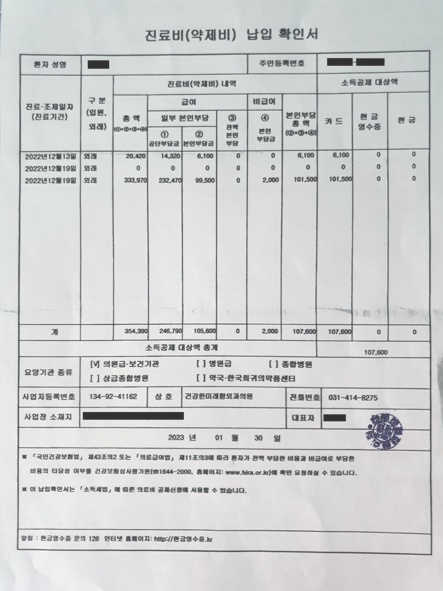 진료비(약제비) 납입 확인서
환자 성명
주민등록번호
진료·조제일자
(진료기간)
구 분
(입원,
외래)
진료비(약제비) 내역
소득공제 대상액
총 액
(①+②+③+④)
급여
비급여
본인부담
총 액
(②+③+④)
카 드
현 금
영수증
현 금
일부 본인부담
①
공단부담금
②
본인부담금
③
전액
본인
부담
④
본인
부담금
2022년12월13일 외래 20,420 14,320 6,100 0 0 6,100 6,100 0 0
2022년12월19일 외래 0 0 0 0 0 0 0 0 0
2022년12월19일 외래 333,970 232,470 99,500 0 2,000 101,500 101,500 0 0
계 354,390 246,790 105,600 0 2,000 107,600 107,600 0 0
소득공제 대상액 총계 107,600
요양기관 종류
[V] 의원급·보건기관 [ ] 병원급 [ ] 종합병원
[ ] 상급종합병원 [ ] 약국·한국희귀의약품센터
사업자등록번호 134-92-41162 상 호 건강한미래항외과의원 전화번호 031-414-8275
사업장 소재지
대표자
2023 년 01 월 30 일
※ 「국민건강보험법」 제43조의2 또는 「의료급여법」 제11조의3에 따라 환자가 전액 부담한 비용과 비급여로 부담한
비용의 타당성 여부를 건강보험심사평가원(☎1644-2000, 홈페이지: www.hira.or.kr)에 확인 요청하실 수 있습니다.
※ 이 납입확인서는 「소득세법」에 따른 의료비 공제신청에 사용할 수 있습니다.
알림 : 현금영수증 문의 126 인터넷 홈페이지: http://현금영수증.kr